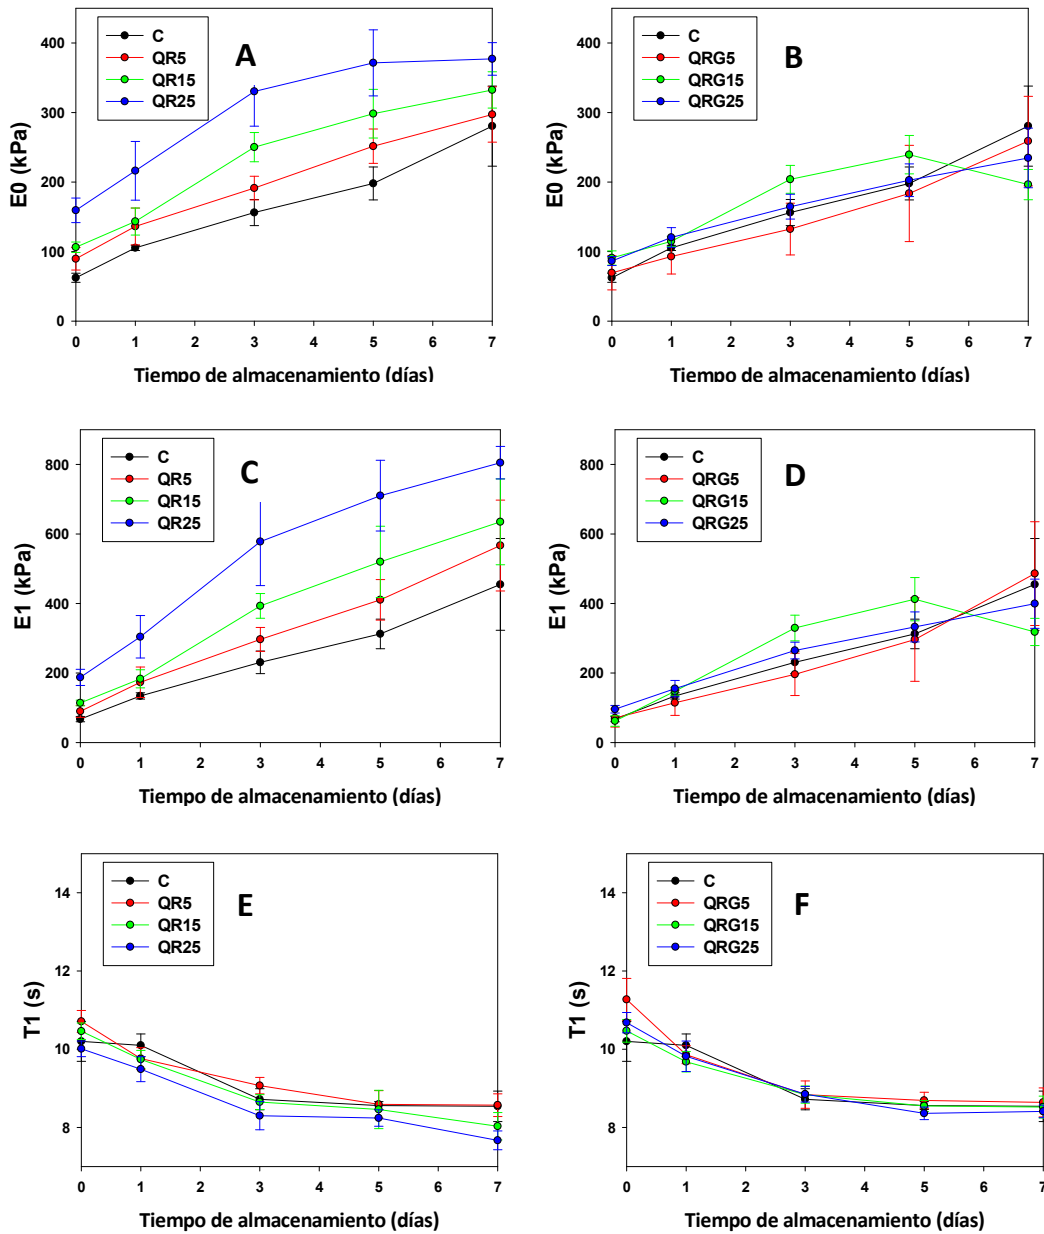 A
C
QR5
QR15
QR25
E0 (kPa)
400
300
200
100
0
0 1 2 3 4 5 6 7
Tiempo de almacenamiento (días)
B
C
QRG5
QRG15
QRG25
E0 (kPa)
400
300
200
100
0
0 1 2 3 4 5 6 7
Tiempo de almacenamiento (días)
C
C
QR5
QR15
QR25
E1 (kPa)
800
600
400
200
0
0 1 2 3 4 5 6 7
Tiempo de almacenamiento (días)
D
C
QRG5
QRG15
QRG25
E1 (kPa)
800
600
400
200
0
0 1 2 3 4 5 6 7
Tiempo de almacenamiento (días)
E
C
QR5
QR15
QR25
T1 (s)
14
12
10
8
0 1 2 3 4 5 6 7
Tiempo de almacenamiento (días)
F
C
QRG5
QRG15
QRG25
T1 (s)
14
12
10
8
0 1 2 3 4 5 6 7
Tiempo de almacenamiento (días)